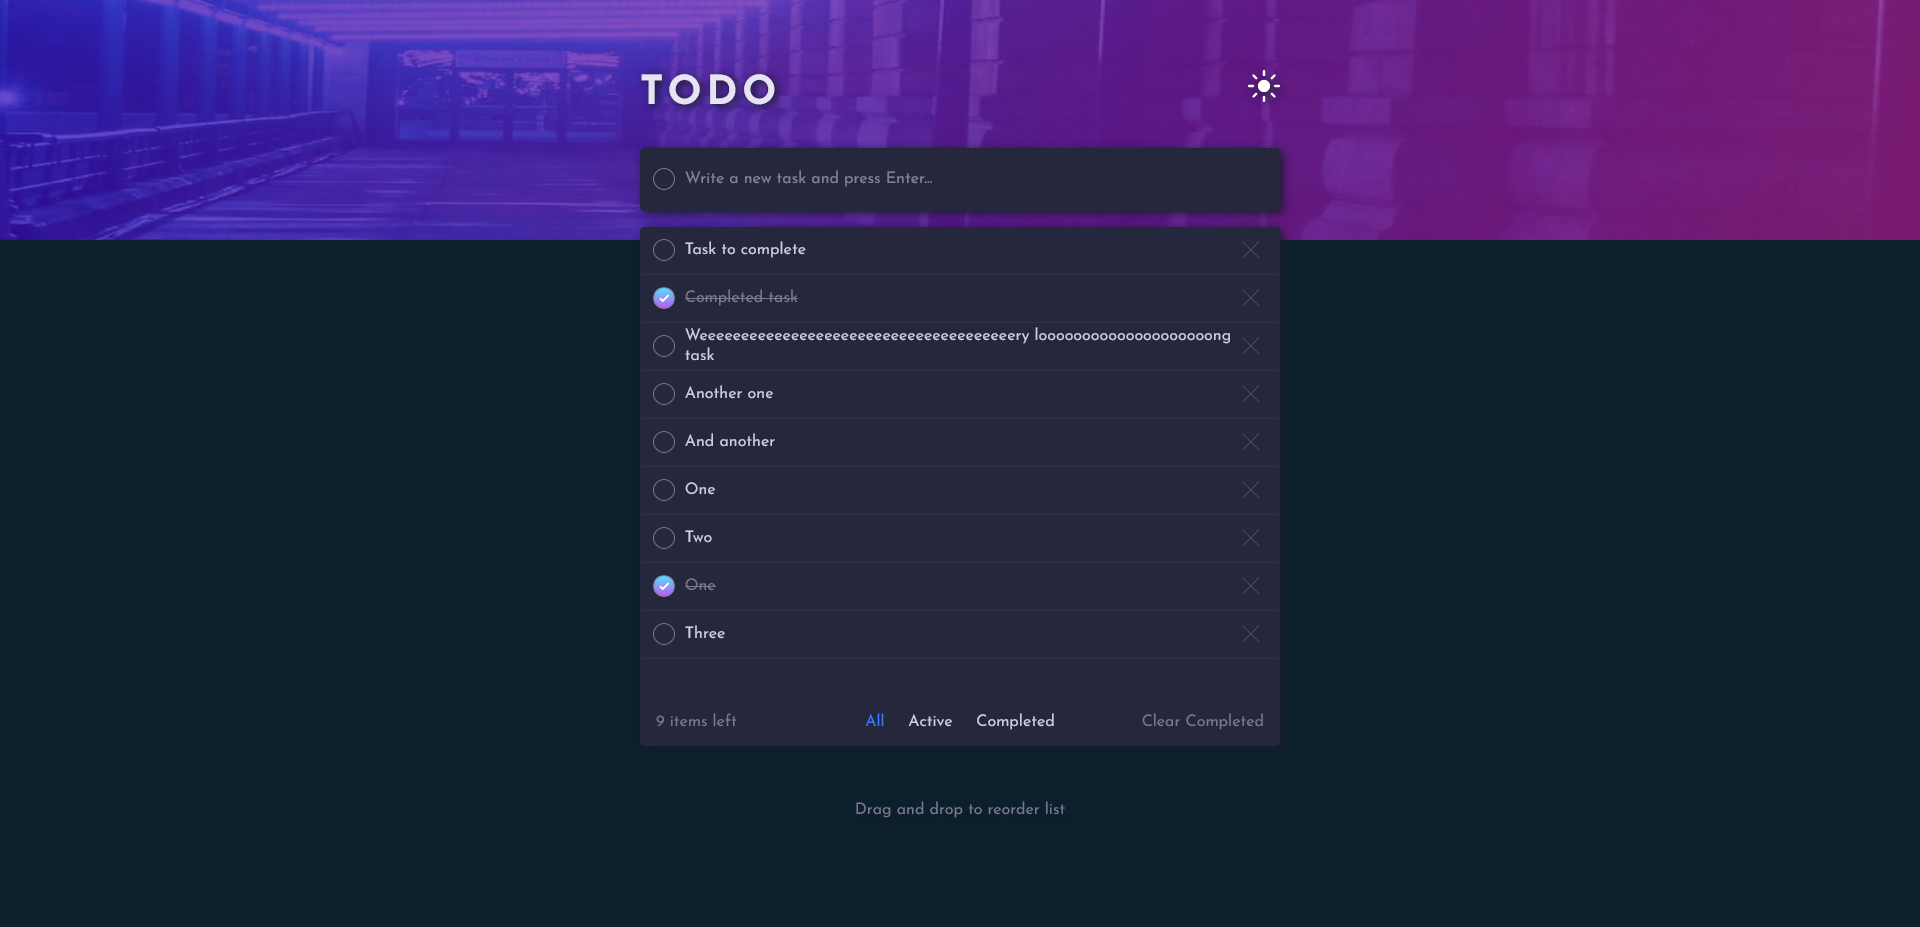 TODO
Write a new task and press Enter...
Task to complete
Completed task
Weeeeeeeeeeeeeeeeeeeeeeeeeeeeeeeeeeeeeery looooooooooooooooooooong
task
Another one
And another
One
Two
One
Three
9 items left All Active Completed Clear Completed
Drag and drop to reorder list